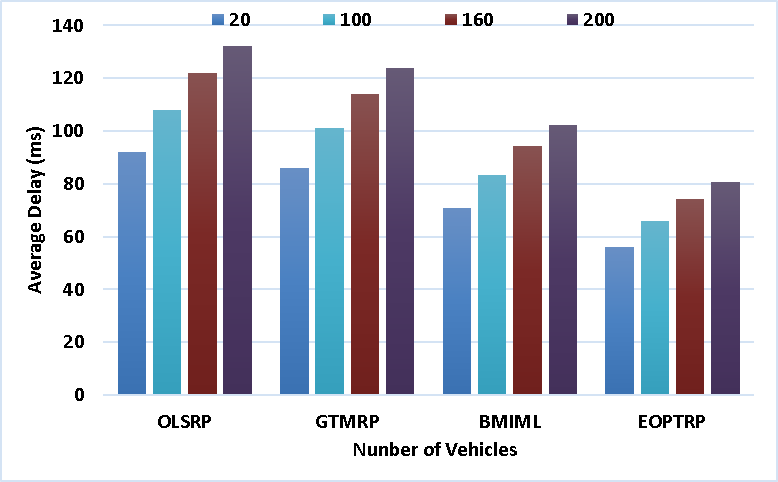 20 100 160 200
140
120
100
80
60
40
20
0
Average Delay (ms)
OLSRP GTMRP BMIML EOPTRP
Nunber of Vehicles